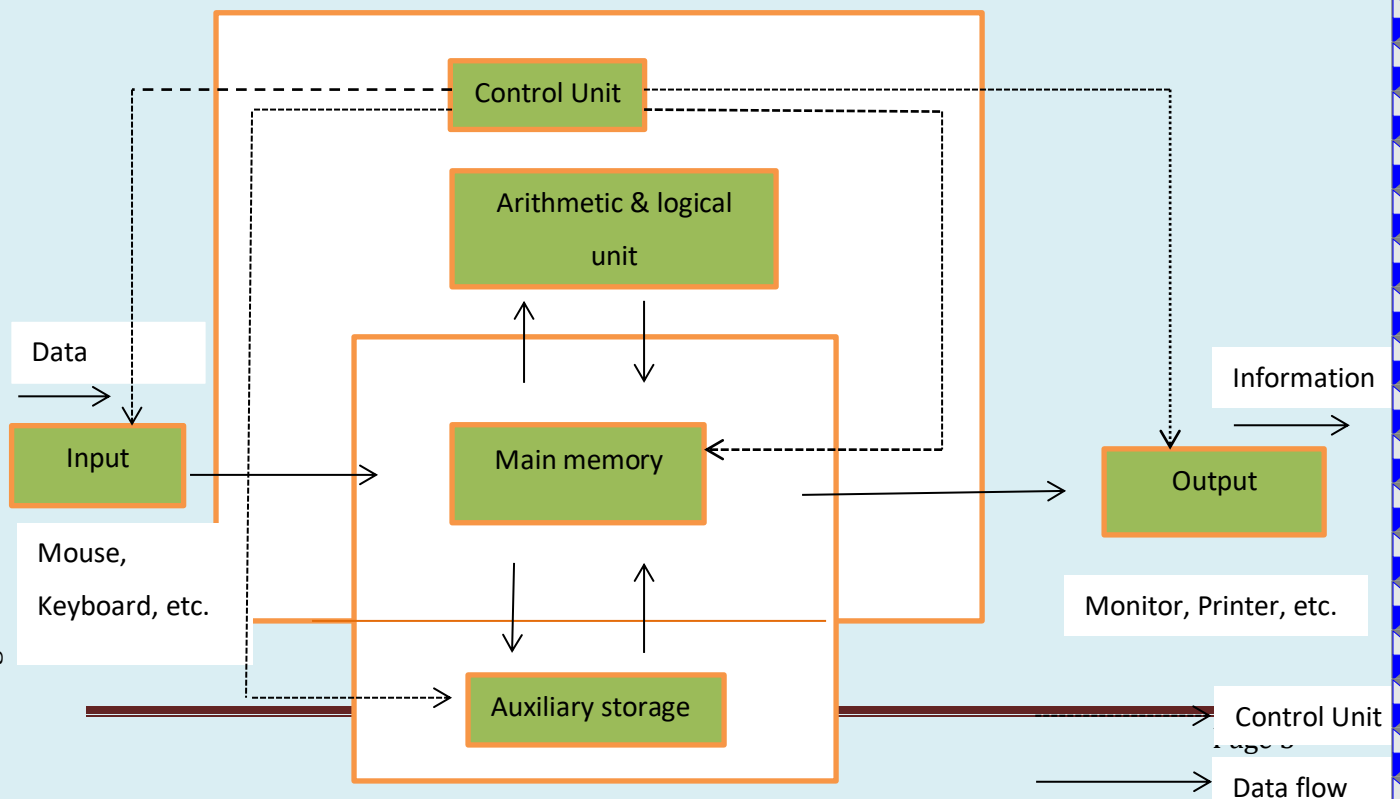 Control Unit
Arithmetic & logical
unit
Data
Information
Input
Main memory
Output
Mouse,
Keyboard, etc.
Monitor, Printer, etc.
Auxiliary storage
Control Unit
Data flow